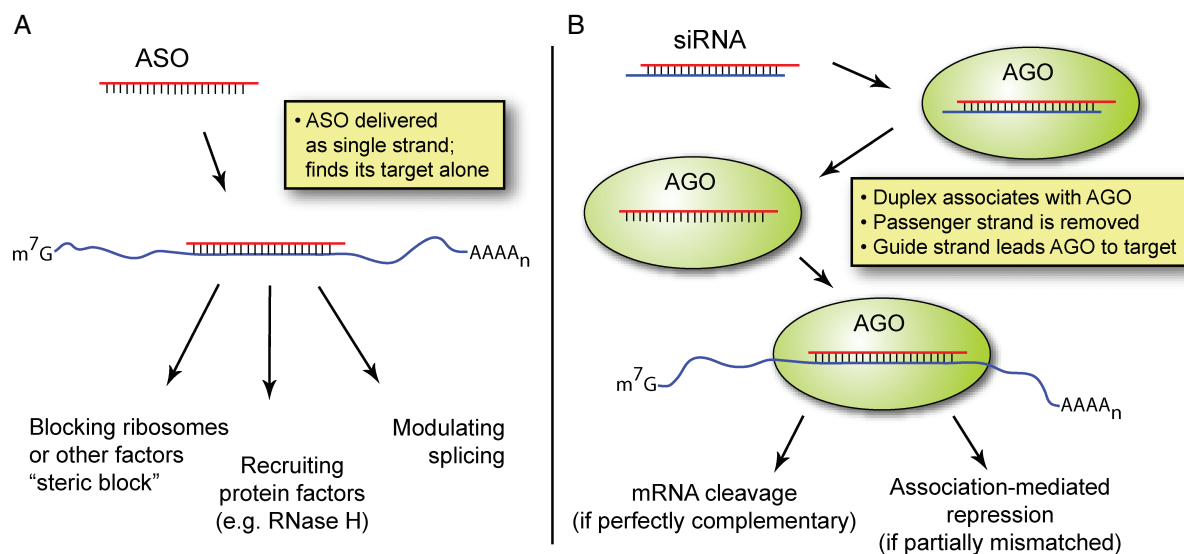 A
ASO
• ASO delivered
as single strand;
finds its target alone
m⁷G
AAAAₙ
Blocking ribosomes
or other factors
“steric block”
Recruiting
protein factors
(e.g. RNase H)
Modulating
splicing
B
siRNA
AGO
AGO
• Duplex associates with AGO
• Passenger strand is removed
• Guide strand leads AGO to target
AGO
m⁷G
AAAAₙ
mRNA cleavage
(if perfectly complementary)
Association-mediated
repression
(if partially mismatched)